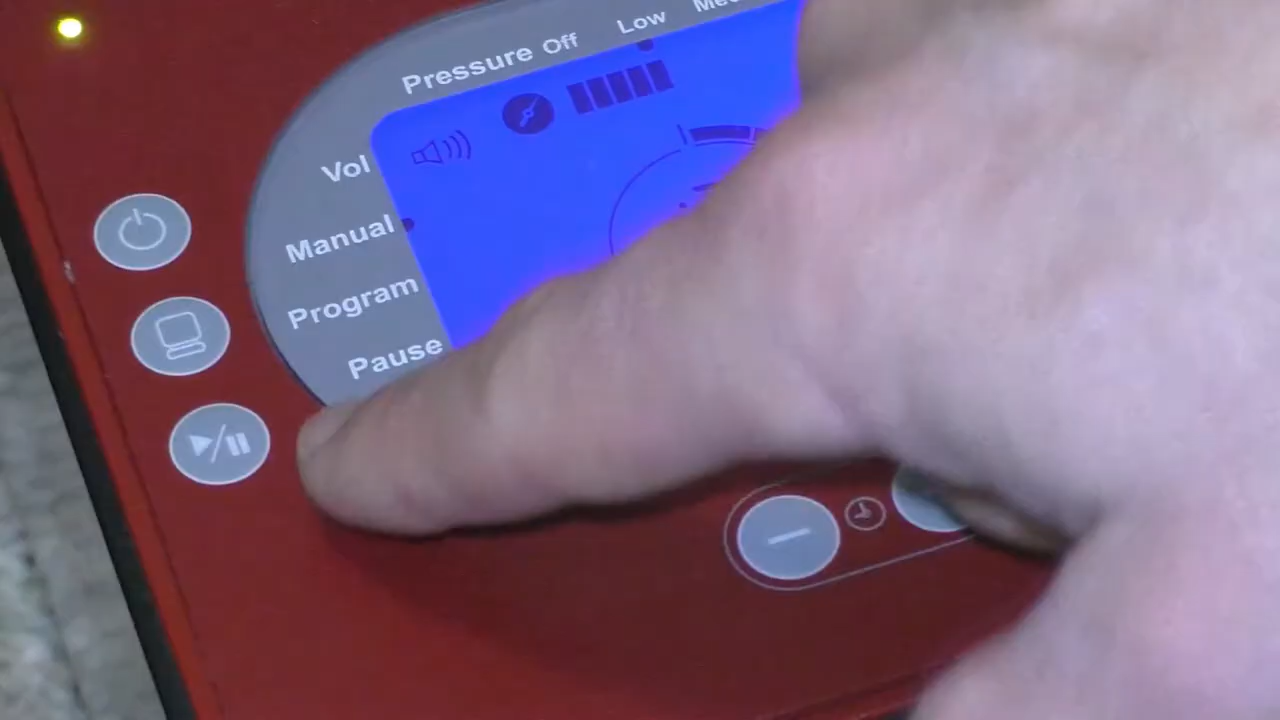 Pressure Off Low
Vol
Manual
Program
Pause